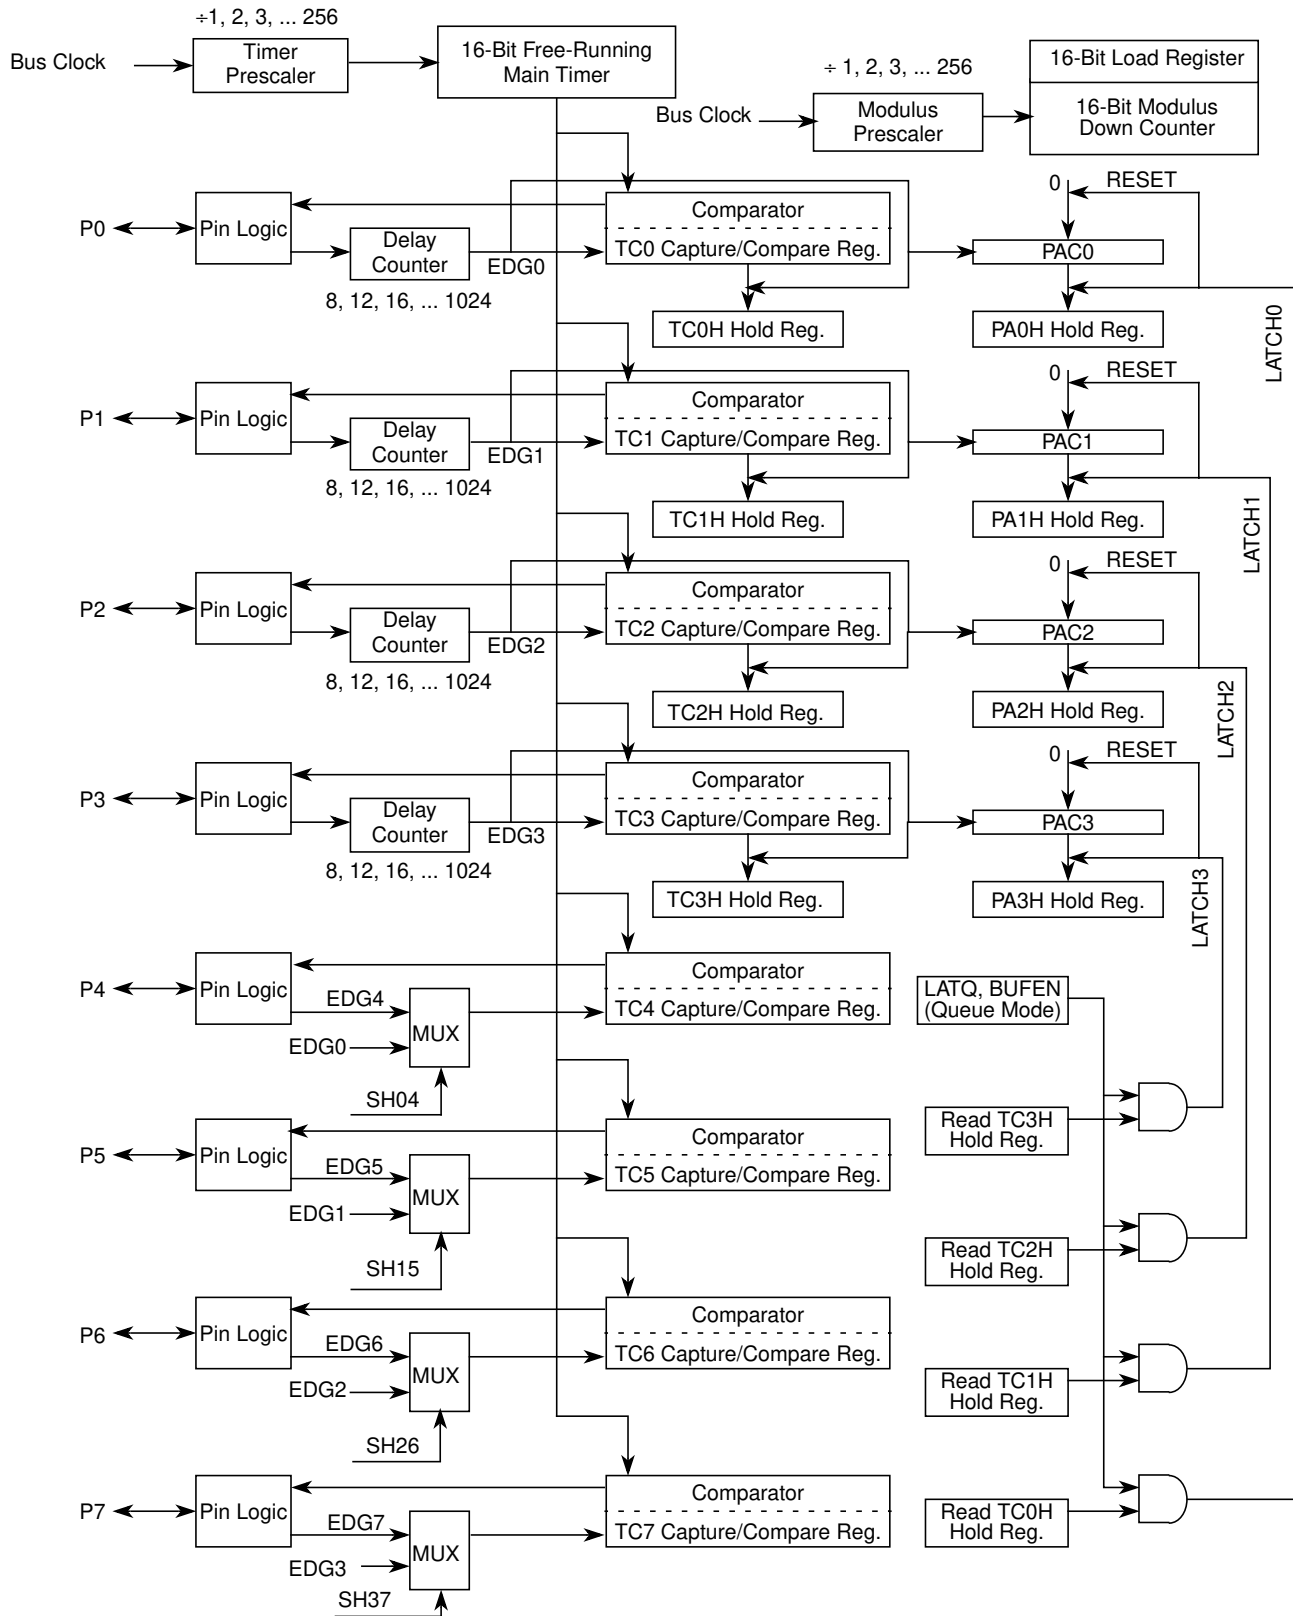 ÷1, 2, 3, ... 256
Bus Clock
Timer
Prescaler
16-Bit Free-Running
Main Timer
÷ 1, 2, 3, ... 256
Bus Clock
Modulus
Prescaler
16-Bit Load Register
16-Bit Modulus
Down Counter
P0
Pin Logic
Delay
Counter
8, 12, 16, ... 1024
EDG0
Comparator
TC0 Capture/Compare Reg.
TC0H Hold Reg.
0
RESET
PAC0
PA0H Hold Reg.
LATCH0
P1
Pin Logic
Delay
Counter
8, 12, 16, ... 1024
EDG1
Comparator
TC1 Capture/Compare Reg.
TC1H Hold Reg.
0
RESET
PAC1
PA1H Hold Reg.
LATCH1
P2
Pin Logic
Delay
Counter
8, 12, 16, ... 1024
EDG2
Comparator
TC2 Capture/Compare Reg.
TC2H Hold Reg.
0
RESET
PAC2
PA2H Hold Reg.
LATCH2
P3
Pin Logic
Delay
Counter
8, 12, 16, ... 1024
EDG3
Comparator
TC3 Capture/Compare Reg.
TC3H Hold Reg.
0
RESET
PAC3
PA3H Hold Reg.
LATCH3
P4
Pin Logic
EDG4
EDG0
MUX
SH04
Comparator
TC4 Capture/Compare Reg.
LATQ, BUFEN
(Queue Mode)
P5
Pin Logic
EDG5
EDG1
MUX
SH15
Comparator
TC5 Capture/Compare Reg.
Read TC3H
Hold Reg.
Read TC2H
Hold Reg.
P6
Pin Logic
EDG6
EDG2
MUX
SH26
Comparator
TC6 Capture/Compare Reg.
Read TC1H
Hold Reg.
P7
Pin Logic
EDG7
EDG3
MUX
SH37
Comparator
TC7 Capture/Compare Reg.
Read TC0H
Hold Reg.